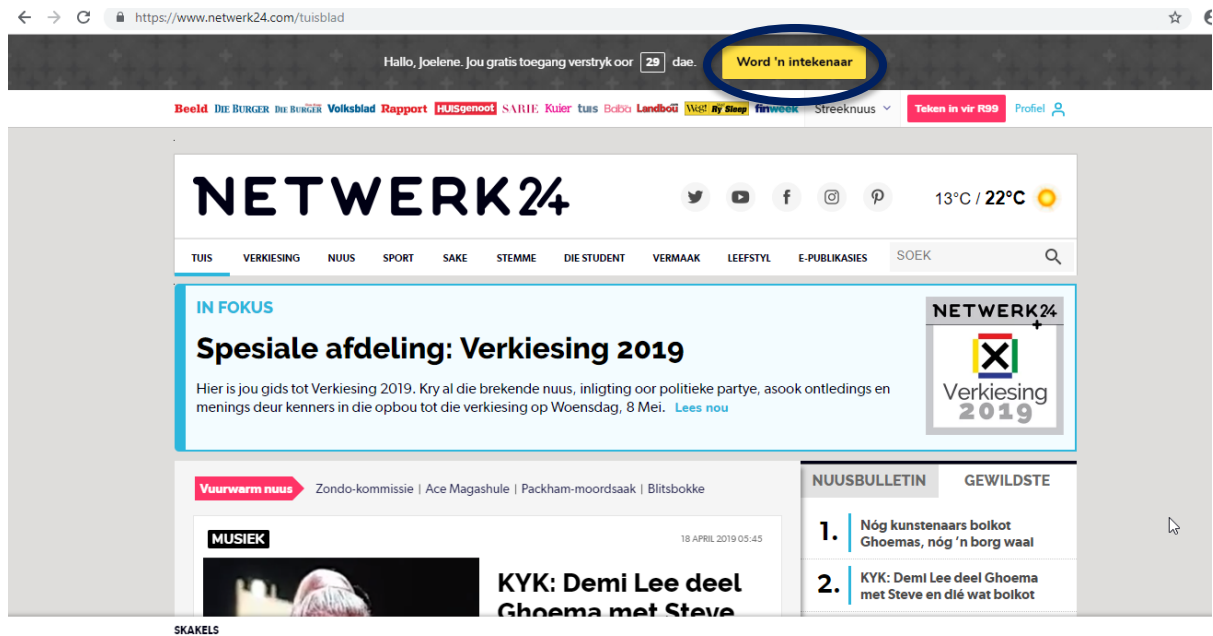 https://www.netwerk24.com/tuisblad
Hallo, Joelene. Jou gratis toegang verstryk oor 29 dae. Word 'n intekenaar
Beeld DIE BURGER DIE BURGER Volksblad Rapport HUISgenoot SARIE Kuier tuis Baba Landbou Weg! Ry Sleep finweek Streeknuus Teken in vir R99 Profiel
NETWERK24 13°C / 22°C
TUIS VERKIESING NUUS SPORT SAKE STEMME DIE STUDENT VERMAAK LEEFSTYL E-PUBLIKASIES SOEK
IN FOKUS
Spesiale afdeling: Verkiesing 2019
Hier is jou gids tot Verkiesing 2019. Kry al die brekende nuus, inligting oor politieke partye, asook ontledings en
menings deur kenners in die opbou tot die verkiesing op Woensdag, 8 Mei. Lees nou
NETWERK24
+
Verkiesing
2019
Vuurwarm nuus Zondo-kommissie | Ace Magashule | Packham-moordsaak | Blitsbokke
MUSIEK 18 APRIL 2019 05:45
KYK: Demi Lee deel
Ghoema met Steve
NUUSBULLETIN GEWILDSTE
1. Nóg kunstenaars boikot
Ghoemas, nóg 'n borg waal
2. KYK: Demi Lee deel Ghoema
met Steve en dié wat boikot
SKAKELS